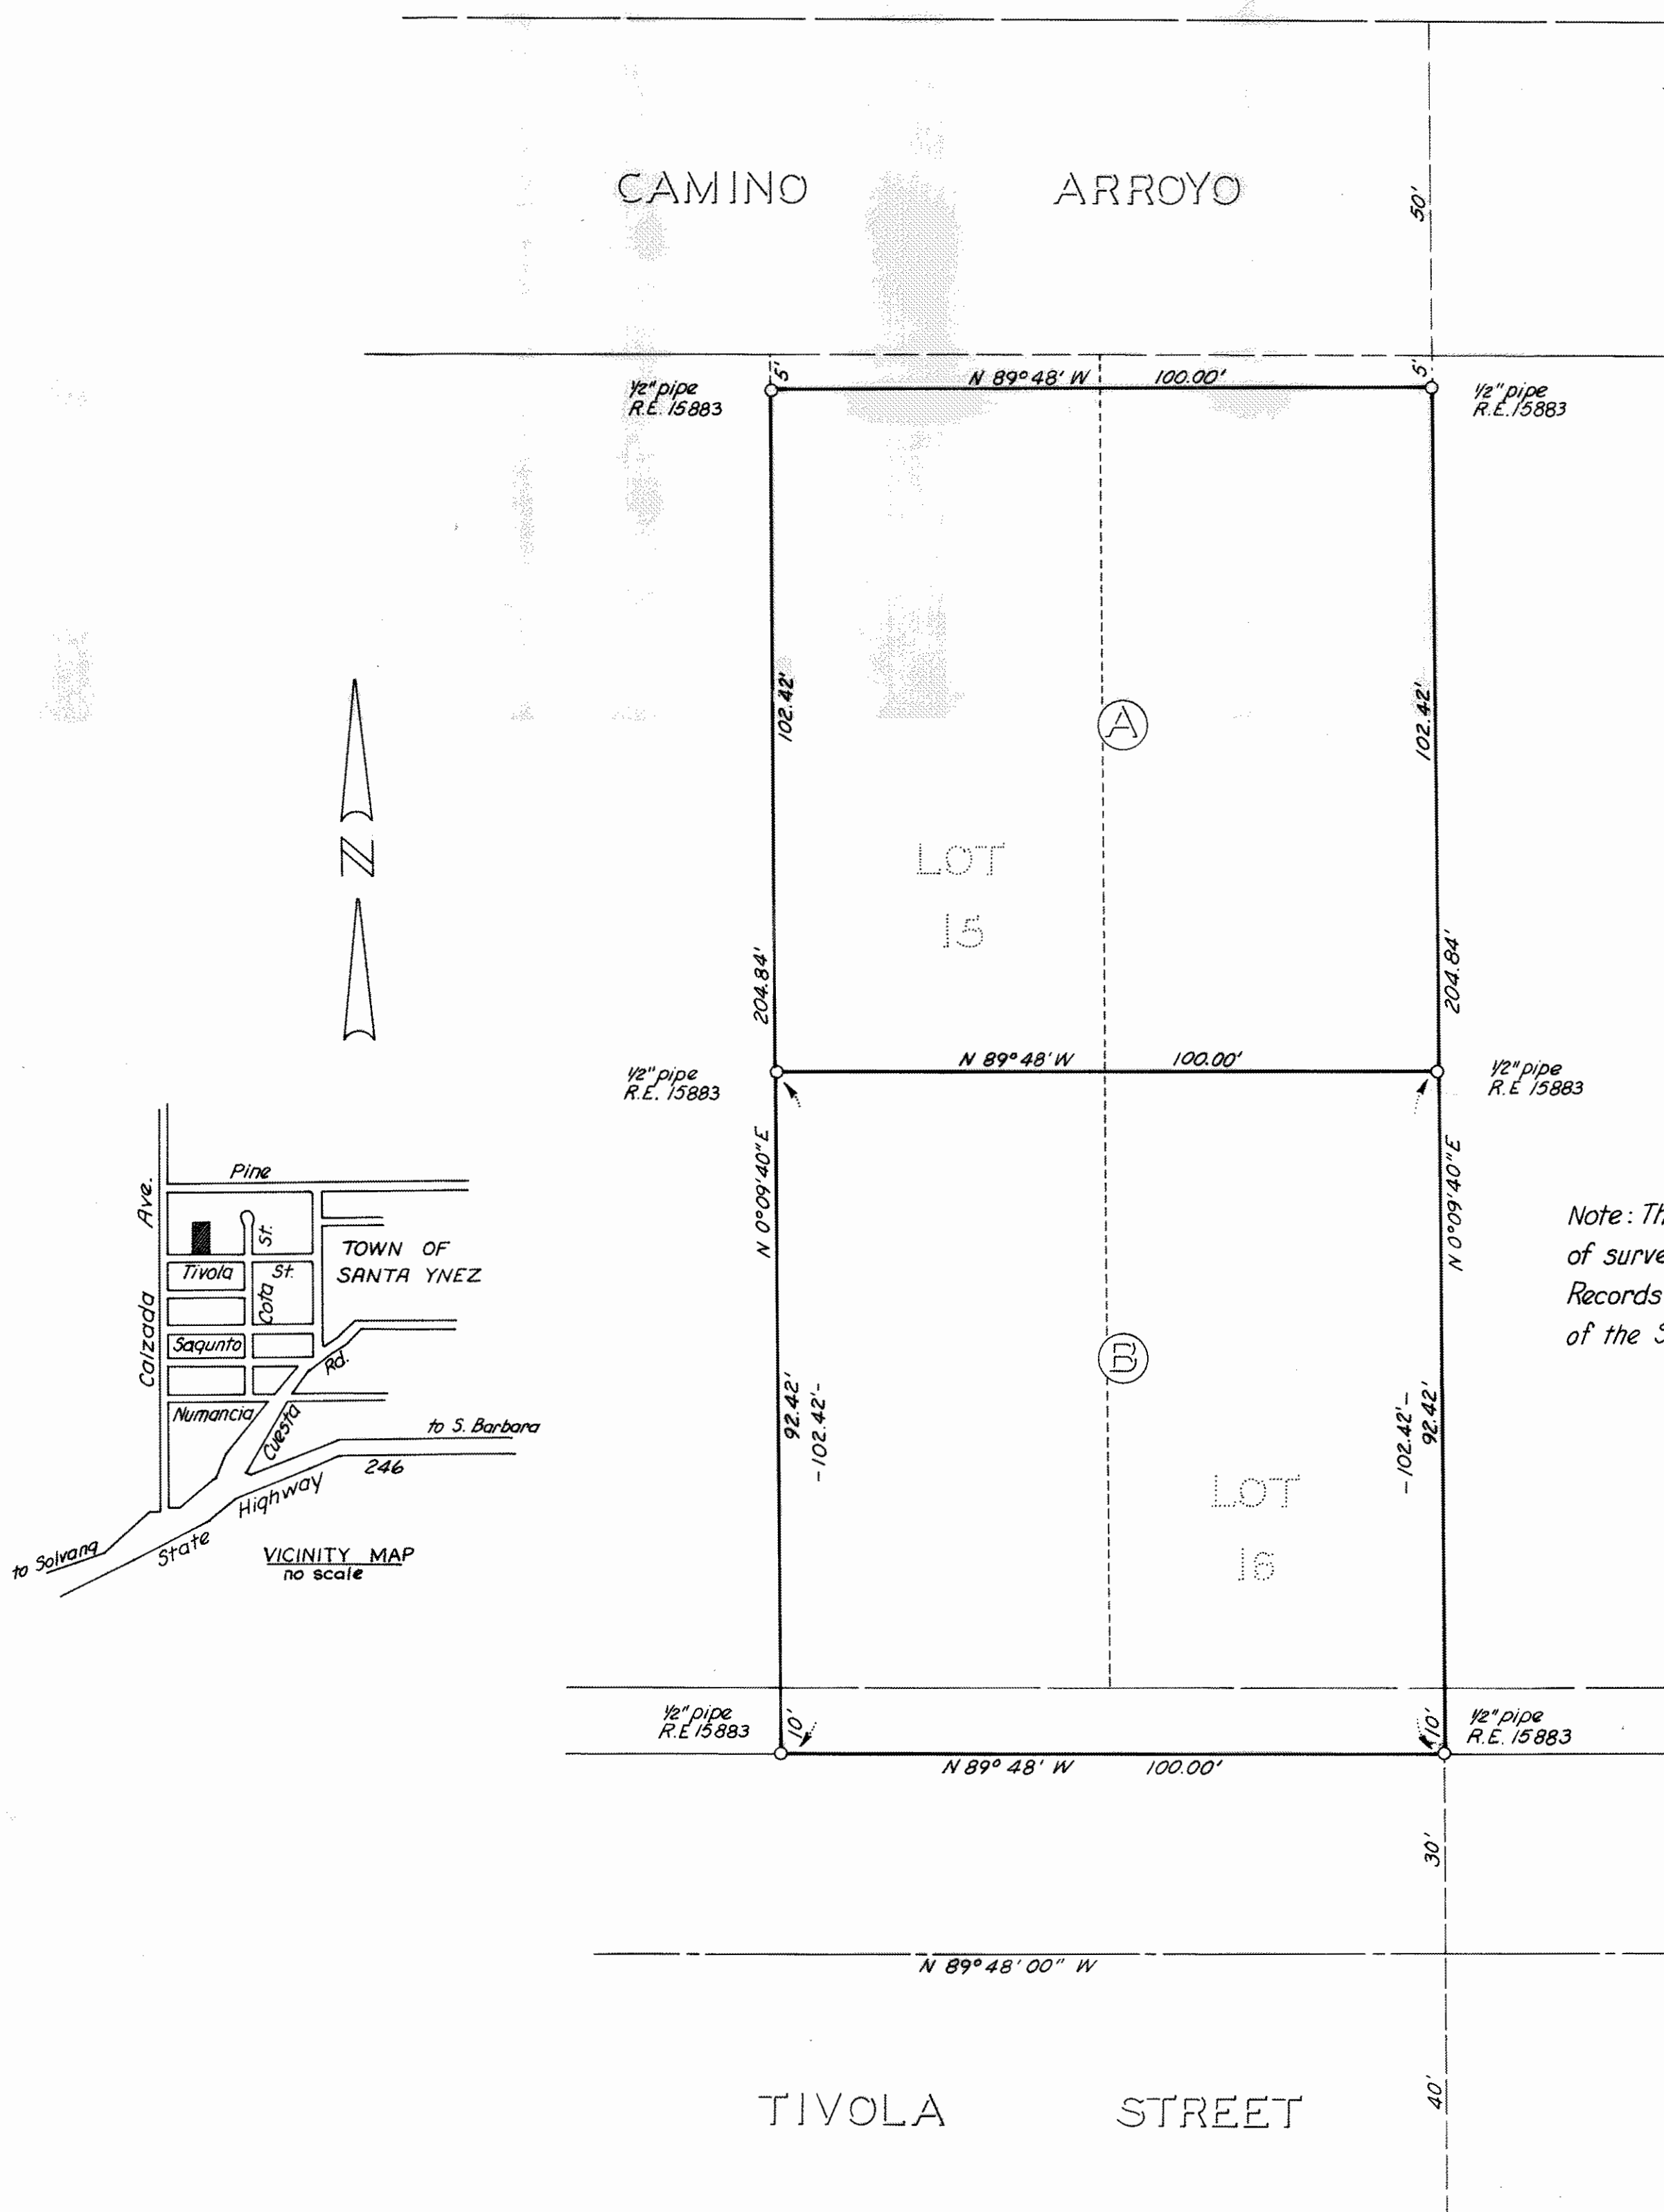 CAMINO ARROYO
50'
5'
5'
N 89° 48' W 100.00'
1/2" pipe
R.E. 15883
1/2" pipe
R.E. 15883
102.42'
102.42'
A
LOT
15
N
204.84'
204.84'
N 89° 48' W 100.00'
1/2" pipe
R.E. 15883
1/2" pipe
R.E 15883
N 0° 09' 40" E
N 0° 09' 40" E
Note: Th
of surve
Records
of the S
Pine
Calzada Ave.
St.
TOWN OF
SANTA YNEZ
Tivola St.
Cota
Sagunto
Rd.
Numancia
Cuesta
to S. Barbara
246
State Highway
to Solvang
VICINITY MAP
no scale
B
92.42'
-102.42'-
-102.42'-
92.42'
LOT
16
1/2" pipe
R.E 15883
10'
10'
1/2" pipe
R.E. 15883
N 89° 48' W 100.00'
30'
N 89° 48' 00" W
40'
TIVOLA STREET